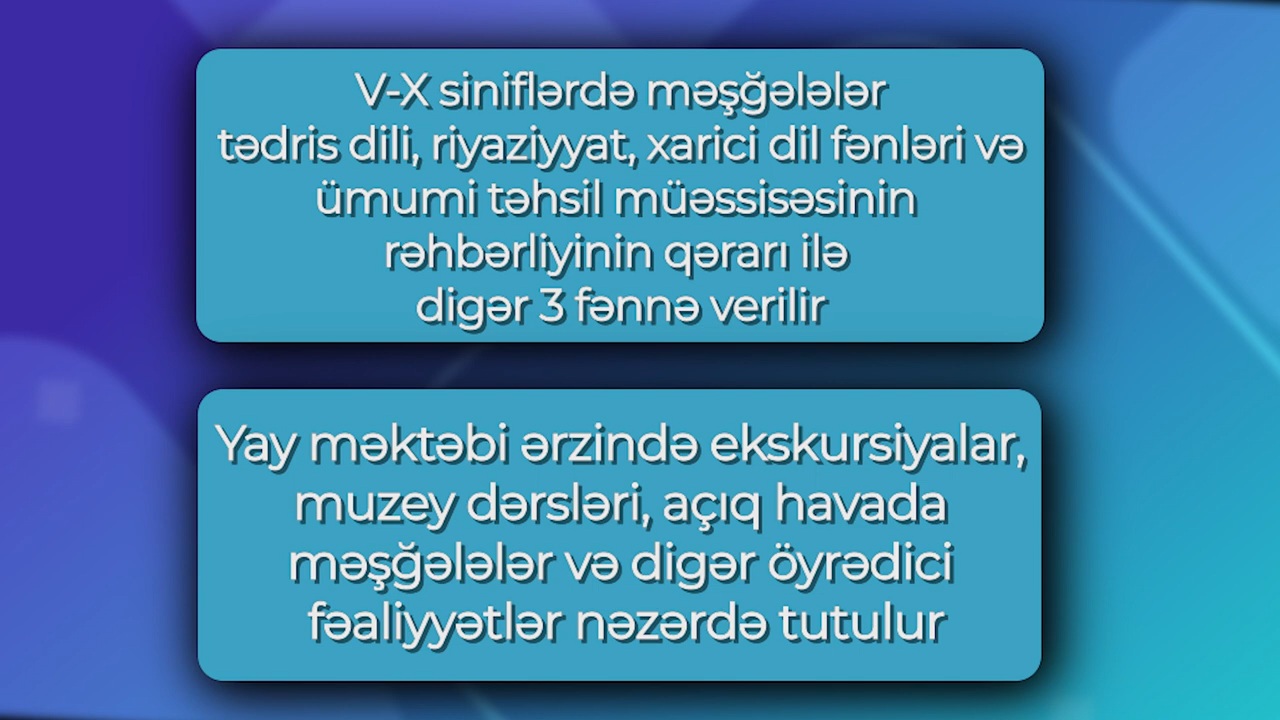 V-X siniflərdə məşğələlər
tədris dili, riyaziyyat, xarici dil fənləri və
ümumi təhsil müəssisəsinin
rəhbərliyinin qərarı ilə
digər 3 fənnə verilir
Yay məktəbi ərzində ekskursiyalar,
muzey dərsləri, açıq havada
məşğələlər və digər öyrədici
fəaliyyətlər nəzərdə tutulur